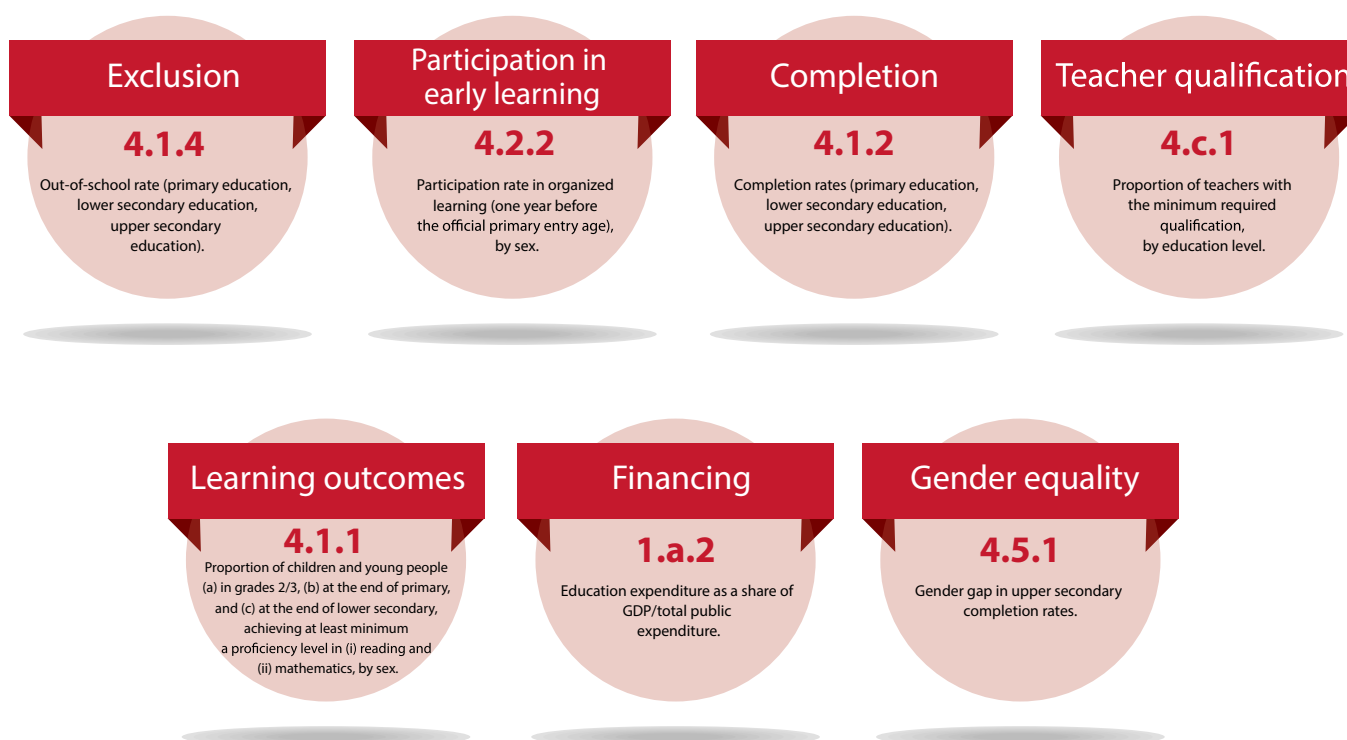 Exclusion
4.1.4
Out-of-school rate (primary education,
lower secondary education,
upper secondary
education).
Participation in
early learning
4.2.2
Participation rate in organized
learning (one year before
the official primary entry age),
by sex.
Completion
4.1.2
Completion rates (primary education,
lower secondary education,
upper secondary education).
Teacher qualification
4.c.1
Proportion of teachers with
the minimum required
qualification,
by education level.
Learning outcomes
4.1.1
Proportion of children and young people
(a) in grades 2/3, (b) at the end of primary,
and (c) at the end of lower secondary,
achieving at least minimum
a proficiency level in (i) reading and
(ii) mathematics, by sex.
Financing
1.a.2
Education expenditure as a share of
GDP/total public
expenditure.
Gender equality
4.5.1
Gender gap in upper secondary
completion rates.